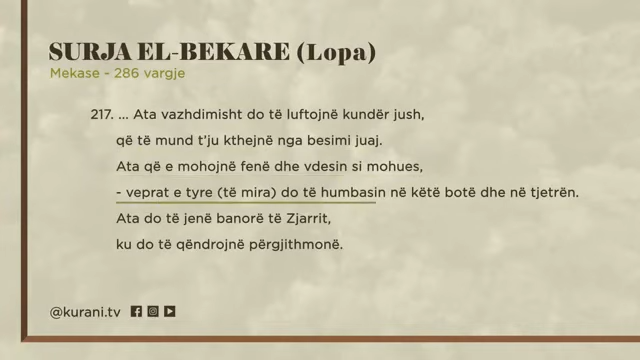 SURJA EL-BEKARE (Lopa)
Mekase - 286 vargje
217. ... Ata vazhdimisht do të luftojnë kundër jush,
që të mund t'ju kthejnë nga besimi juaj.
Ata që e mohojnë fenë dhe vdesin si mohues,
- veprat e tyre (të mira) do të humbasin në këtë botë dhe në tjetrën.
Ata do të jenë banorë të Zjarrit,
ku do të qëndrojnë përgjithmonë.
@kurani.tv